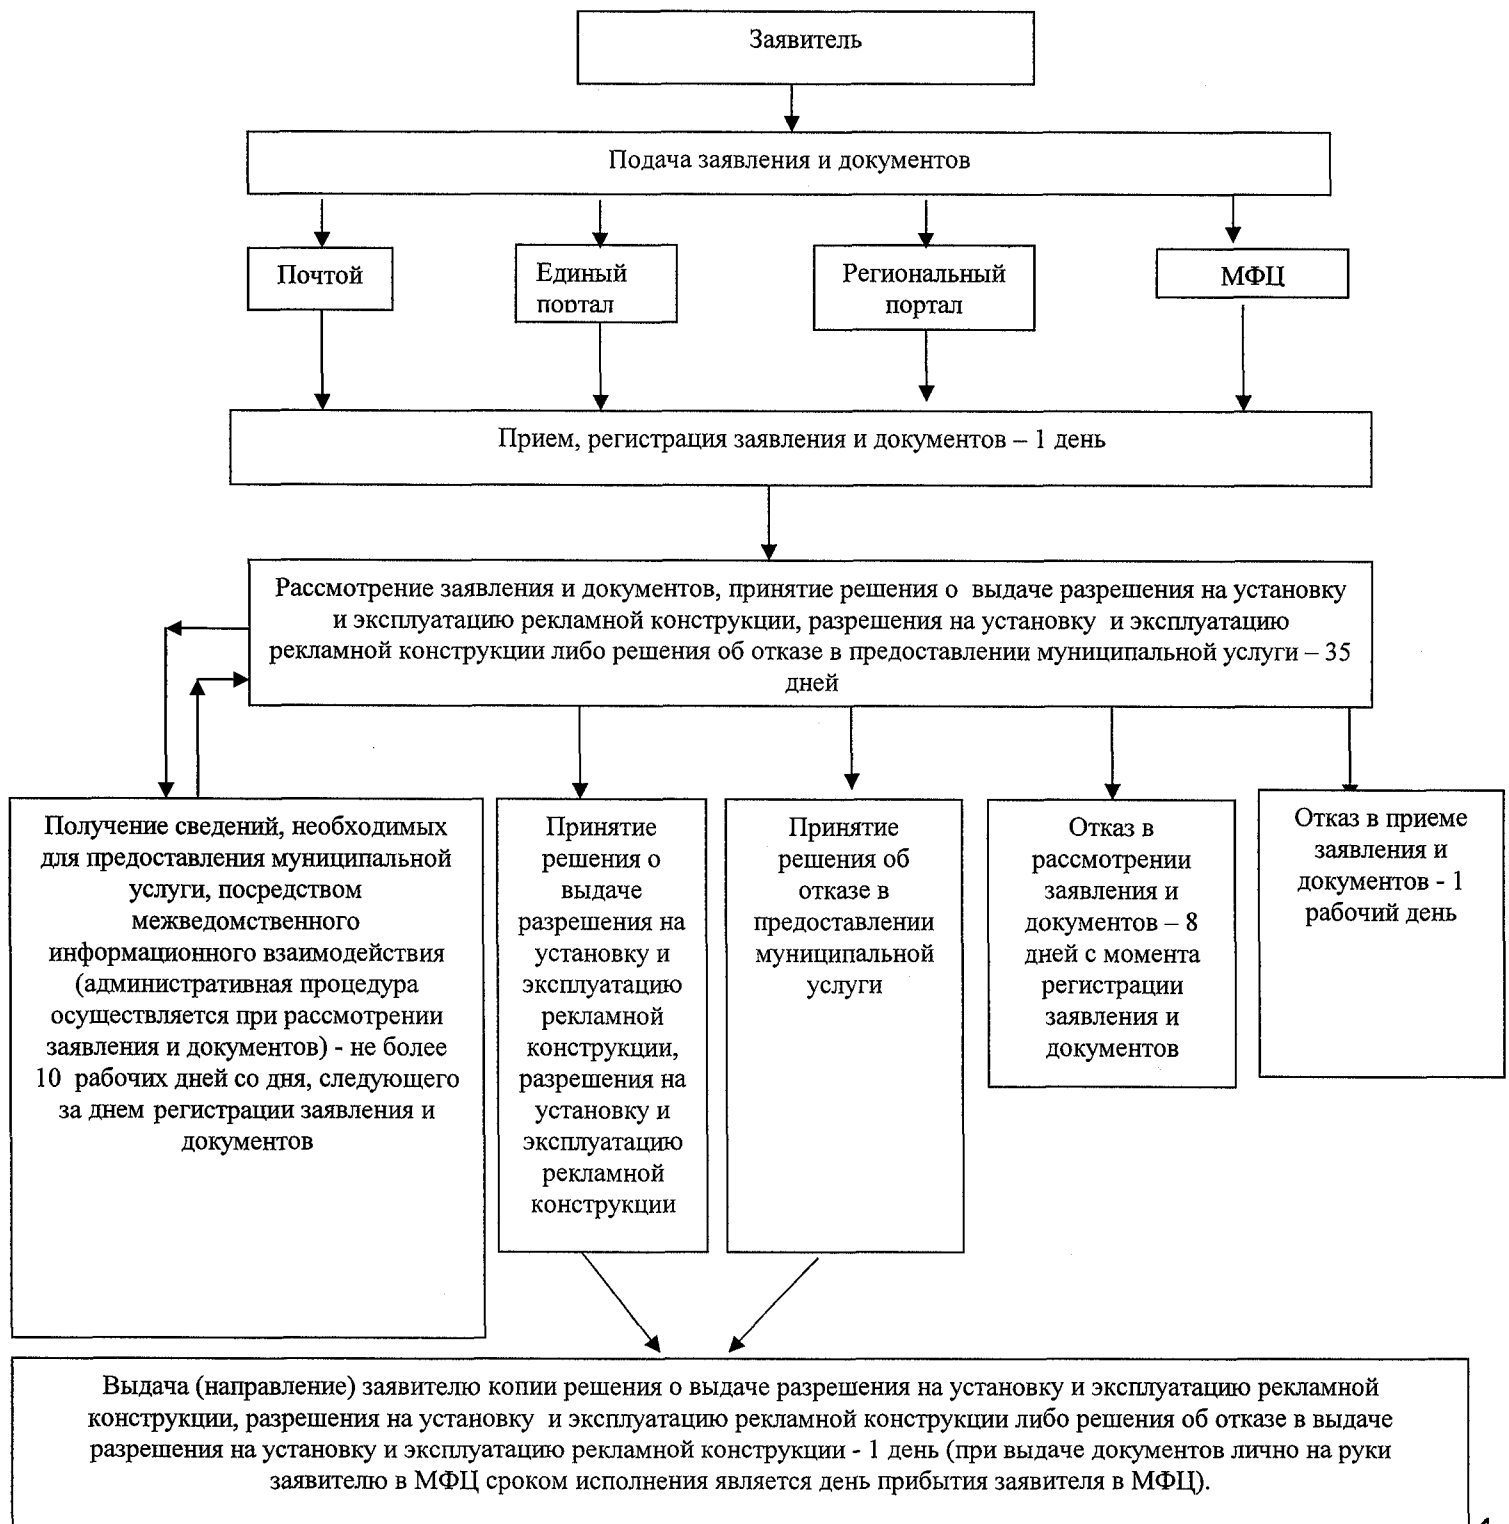 Заявитель
Подача заявления и документов
Почтой
Единый
портал
Региональный
портал
МФЦ
Прием, регистрация заявления и документов – 1 день
Рассмотрение заявления и документов, принятие решения о выдаче разрешения на установку
и эксплуатацию рекламной конструкции, разрешения на установку и эксплуатацию
рекламной конструкции либо решения об отказе в предоставлении муниципальной услуги – 35
дней
Получение сведений, необходимых
для предоставления муниципальной
услуги, посредством
межведомственного
информационного взаимодействия
(административная процедура
осуществляется при рассмотрении
заявления и документов) - не более
10 рабочих дней со дня, следующего
за днем регистрации заявления и
документов
Принятие
решения о
выдаче
разрешения на
установку и
эксплуатацию
рекламной
конструкции,
разрешения на
установку и
эксплуатацию
рекламной
конструкции
Принятие
решения об
отказе в
предоставлении
муниципальной
услуги
Отказ в
рассмотрении
заявления и
документов – 8
дней с момента
регистрации
заявления и
документов
Отказ в приеме
заявления и
документов - 1
рабочий день
Выдача (направление) заявителю копии решения о выдаче разрешения на установку и эксплуатацию рекламной
конструкции, разрешения на установку и эксплуатацию рекламной конструкции либо решения об отказе в выдаче
разрешения на установку и эксплуатацию рекламной конструкции - 1 день (при выдаче документов лично на руки
заявителю в МФЦ сроком исполнения является день прибытия заявителя в МФЦ).